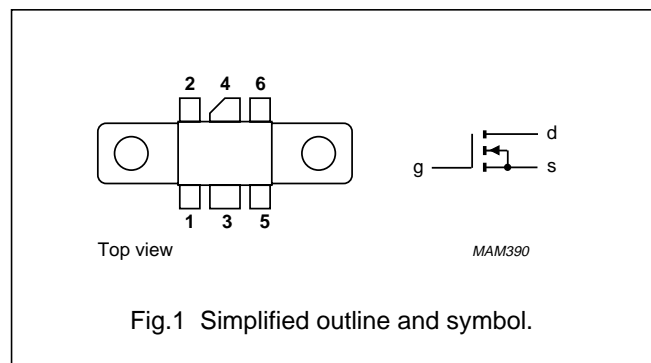 2 4 6
d
g
s
1 3 5
Top view MAM390
Fig.1 Simplified outline and symbol.